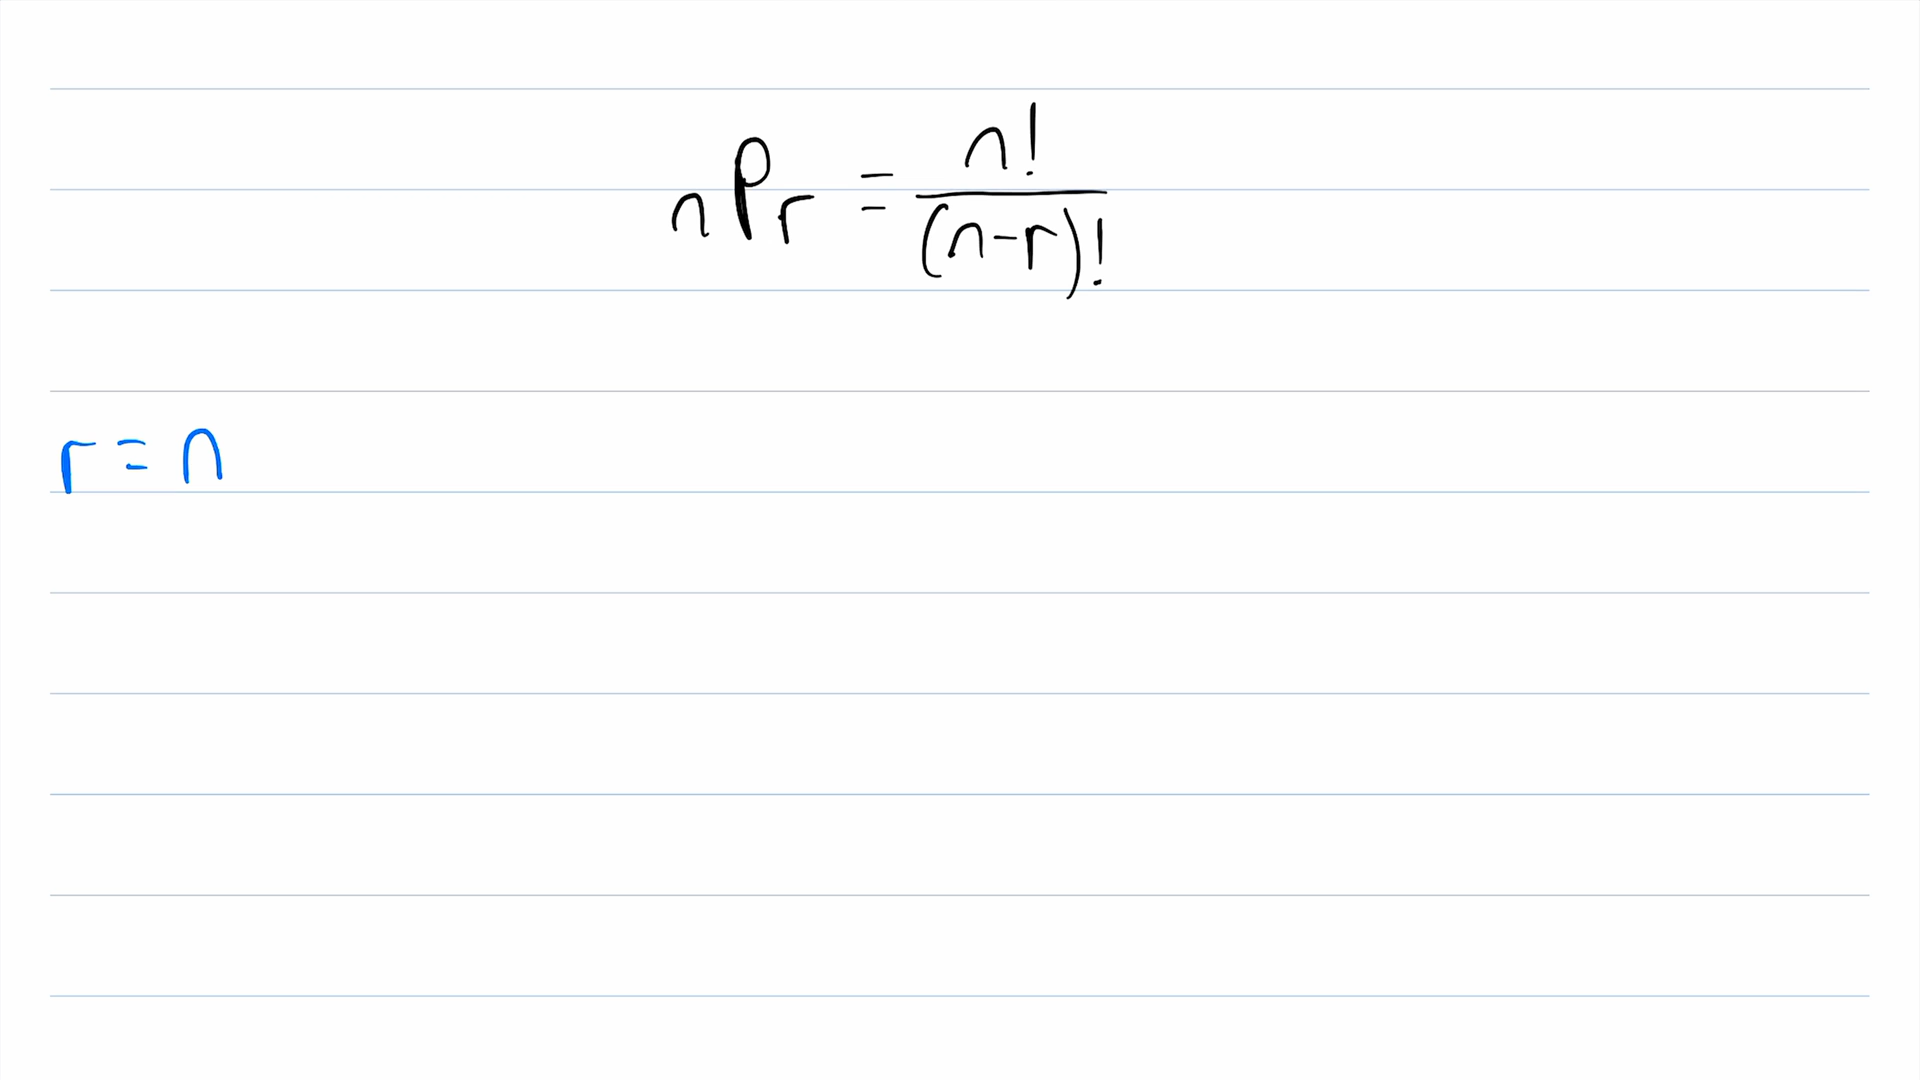 nPr = n!/(n-r)!
r = n